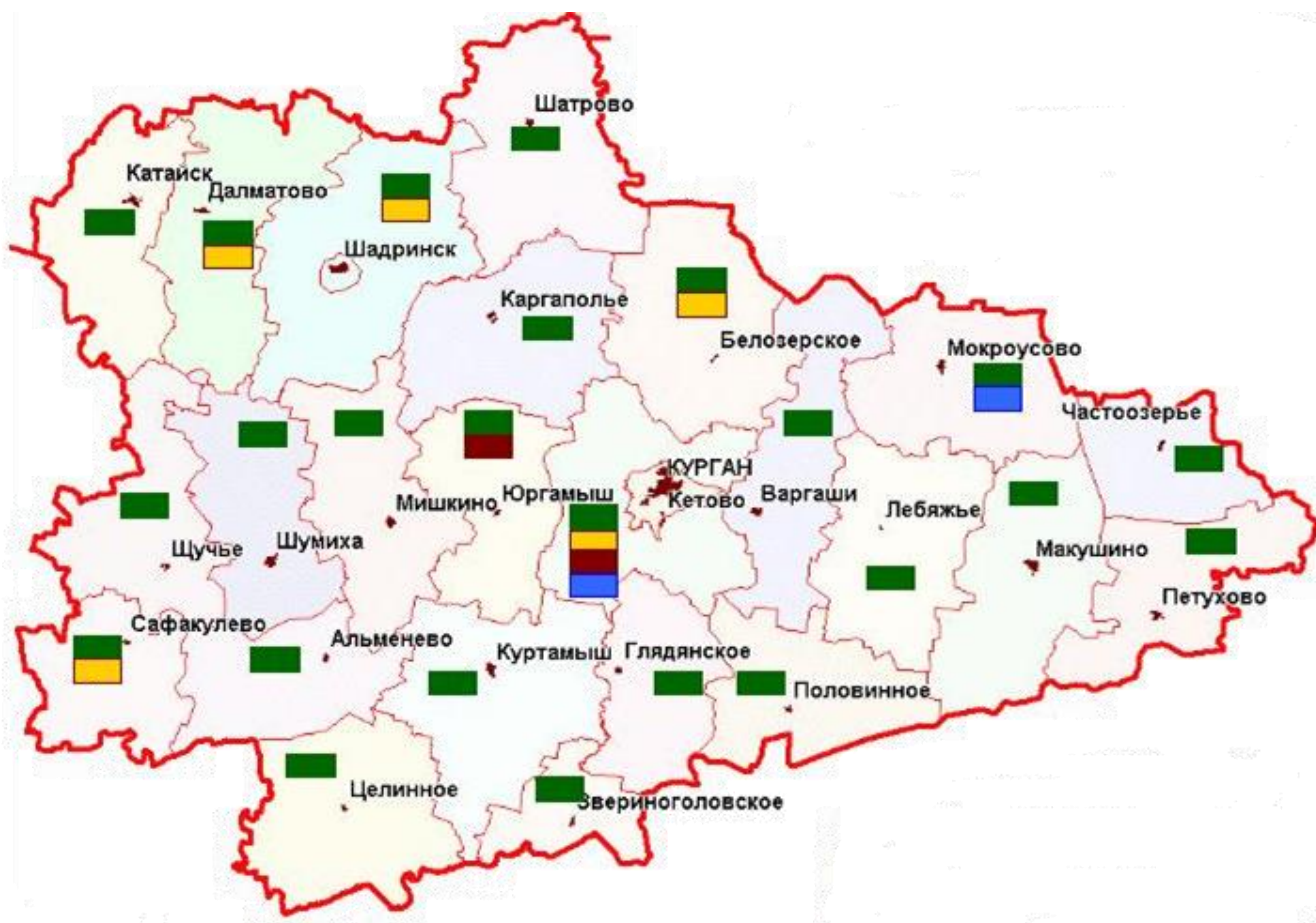 Шатрово
Катайск
Далматово
Шадринск
Каргаполье
Белозерское
Мокроусово
Частоозерье
КУРГАН
Кетово
Юргамыш
Варгаши
Мишкино
Лебяжье
Шумиха
Щучье
Макушино
Петухово
Сафакулево
Альменево
Куртамыш
Глядянское
Половинное
Целинное
Звериноголовское